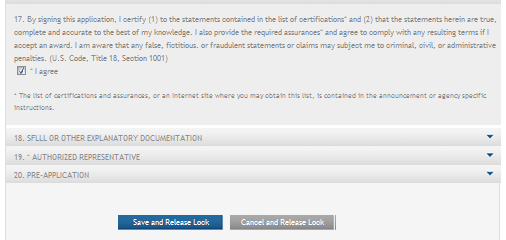 17. By signing this application, I certify (1) to the statements contained in the list of certifications* and (2) that the statements herein are true,
complete and accurate to the best of my knowledge. I also provide the required assurances* and agree to comply with any resulting terms if I
accept an award. I am aware that any false, fictitious. or fraudulent statements or claims may subject me to criminal, civil, or administrative
penalties. (U.S. Code, Title 18, Section 1001)
* I agree
* The list of certifications and assurances, or an internet site where you may obtain this list, is contained in the announcement or agency specific
instructions.
18. SFLLL OR OTHER EXPLANATORY DOCUMENTATION
19. * AUTHORIZED REPRESENTATIVE
20. PRE-APPLICATION
Save and Release Lock Cancel and Release Lock